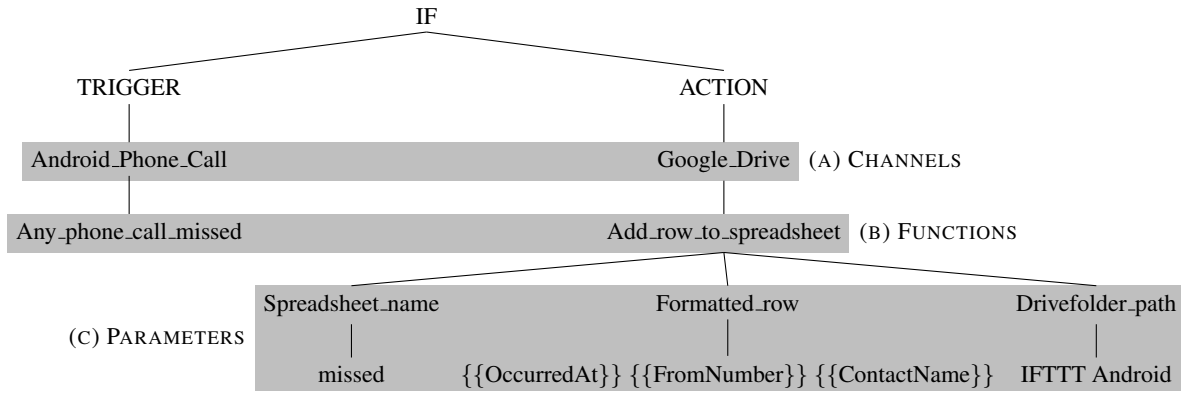 IF
TRIGGER ACTION
Android_Phone_Call Google_Drive (A) CHANNELS
Any_phone_call_missed Add_row_to_spreadsheet (B) FUNCTIONS
Spreadsheet_name Formatted_row Drivefolder_path
(C) PARAMETERS
missed {{OccurredAt}} {{FromNumber}} {{ContactName}} IFTTT Android